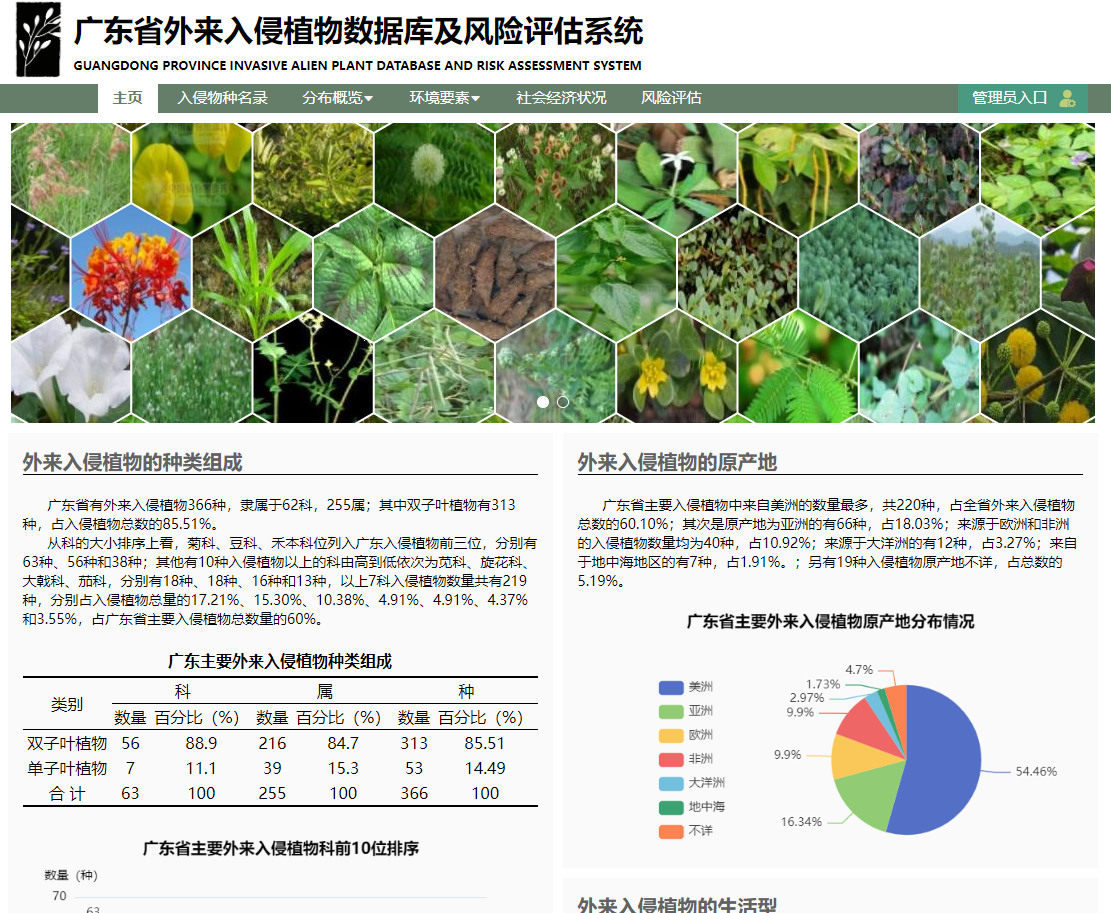 广东省外来入侵植物数据库及风险评估系统
GUANGDONG PROVINCE INVASIVE ALIEN PLANT DATABASE AND RISK ASSESSMENT SYSTEM
主页 入侵物种名录 分布概览 环境要素 社会经济状况 风险评估 管理员入口
外来入侵植物的种类组成
广东省有外来入侵植物366种，隶属于62科，255属；其中双子叶植物有313
种，占入侵植物总数的85.51%。
从科的大小排序上看，菊科、豆科、禾本科位列入广东入侵植物前三位，分别有
63种、56种和38种；其他有10种入侵植物以上的科由高到低依次为苋科、旋花科、
大戟科、茄科，分别有18种、18种、16种和13种，以上7科入侵植物数量共有219
种，分别占入侵植物总量的17.21%、15.30%、10.38%、4.91%、4.91%、4.37%
和3.55%，占广东省主要入侵植物总数量的60%。
广东主要外来入侵植物种类组成
类别 科 属 种
数量 百分比（%） 数量 百分比（%） 数量 百分比（%）
双子叶植物 56 88.9 216 84.7 313 85.51
单子叶植物 7 11.1 39 15.3 53 14.49
合 计 63 100 255 100 366 100
广东省主要外来入侵植物科前10位排序
数量（种）
70
63
外来入侵植物的原产地
广东省主要入侵植物中来自美洲的数量最多，共220种，占全省外来入侵植物
总数的60.10%；其次是原产地为亚洲的有66种，占18.03%；来源于欧洲和非洲
的入侵植物数量均为40种，占10.92%；来源于大洋洲的有12种，占3.27%；来自
于地中海地区的有7种，占1.91%。；另有19种入侵植物原产地不详，占总数的
5.19%。
广东省主要外来入侵植物原产地分布情况
美洲
亚洲
欧洲
非洲
大洋洲
地中海
不详
4.7%
1.73%
2.97%
9.9%
9.9%
16.34%
54.46%
外来入侵植物的生活型